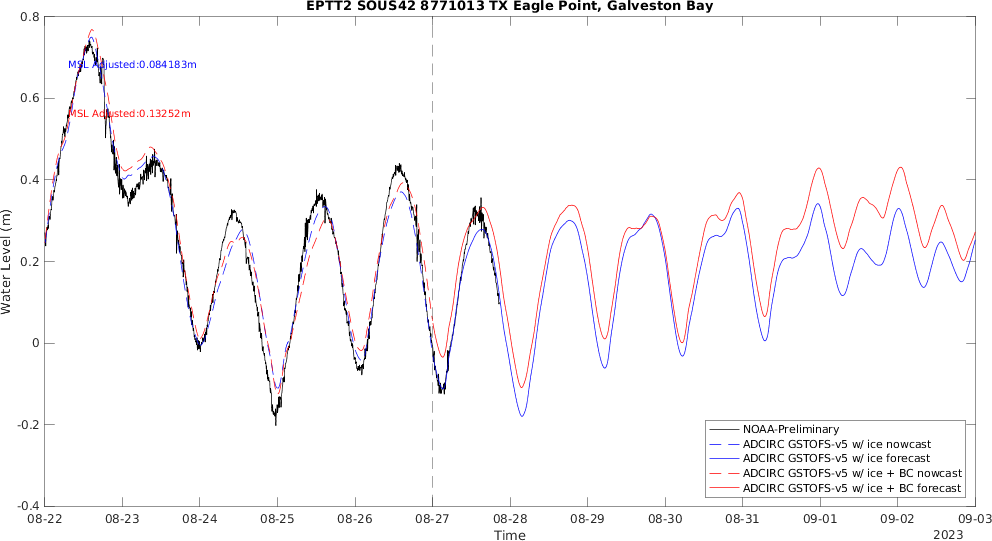 EPTT2 SOUS42 8771013 TX Eagle Point, Galveston Bay
0.8
0.6
0.4
0.2
0
-0.2
-0.4
Water Level (m)
MSL Adjusted:0.084183m
MSL Adjusted:0.13252m
NOAA-Preliminary
ADCIRC GSTOFS-v5 w/ ice nowcast
ADCIRC GSTOFS-v5 w/ ice forecast
ADCIRC GSTOFS-v5 w/ ice + BC nowcast
ADCIRC GSTOFS-v5 w/ ice + BC forecast
08-22 08-23 08-24 08-25 08-26 08-27 08-28 08-29 08-30 08-31 09-01 09-02 09-03
Time
2023